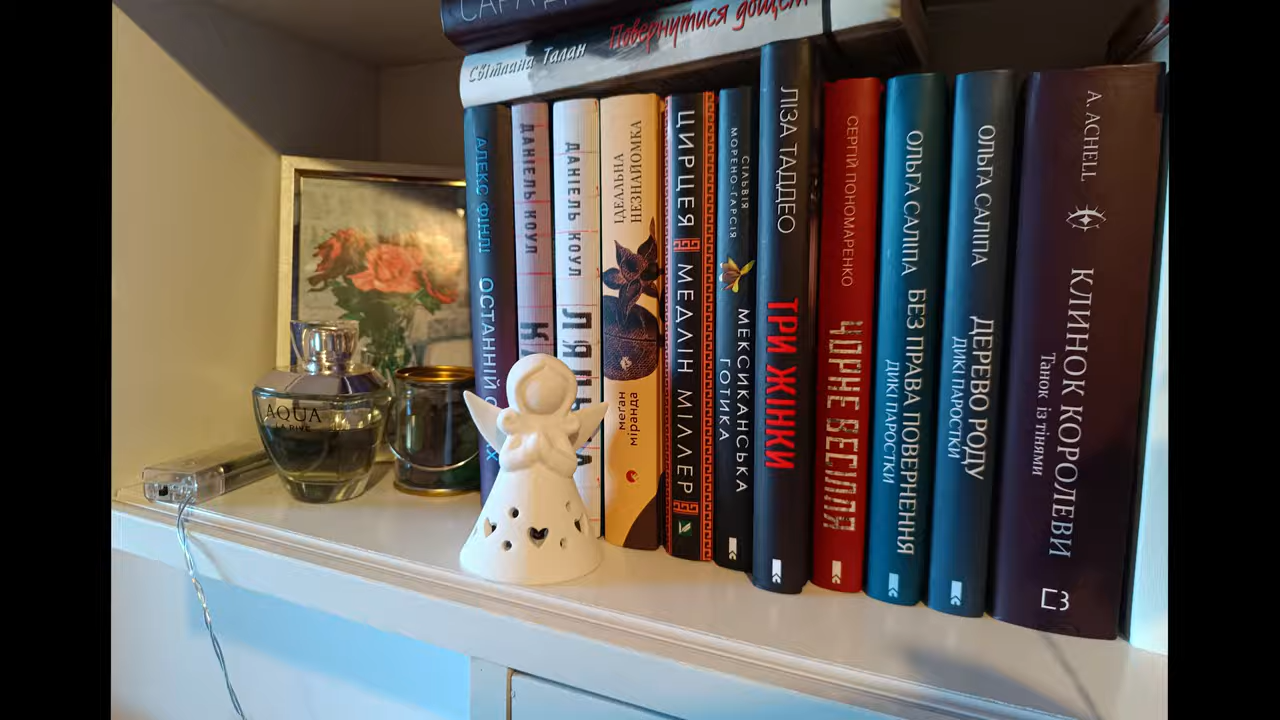 Світлана Талан Повернутися дощем
АЛЕКС ФІНЛІ ОСТАННІЙ
ДАНІЕЛЬ КОУЛ
ДАНІЕЛЬ КОУЛ
ІДЕАЛЬНА
НЕЗНАЙОМКА
меган
міранда
ЦИРЦЕЯ МЕДЛІН МІЛЛЕР
СІЛЬВІЯ
МОРЕНО-ГАРСІЯ
МЕКСИКАНСЬКА
ГОТИКА
ЛІЗА ТАДДЕО ТРИ ЖІНКИ
СЕРГІЙ ПОНОМАРЕНКО ЧОРНЕ ВЕСІЛЛЯ
ОЛЬГА САЛІПА БЕЗ ПРАВА ПОВЕРНЕННЯ
ДИКІ ПАРОСТКИ
ОЛЬГА САЛІПА ДЕРЕВО РОДУ
ДИКІ ПАРОСТКИ
A. ACHELL КЛИНОК КОРОЛЕВИ
Танок із тінями
AQUA
LA RIVE